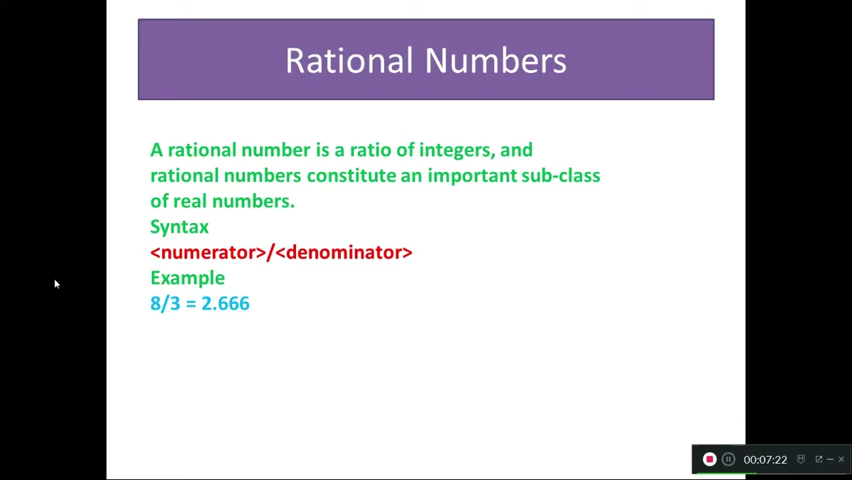 Rational Numbers
A rational number is a ratio of integers, and
rational numbers constitute an important sub-class
of real numbers.
Syntax
<numerator>/<denominator>
Example
8/3 = 2.666
00:07:22